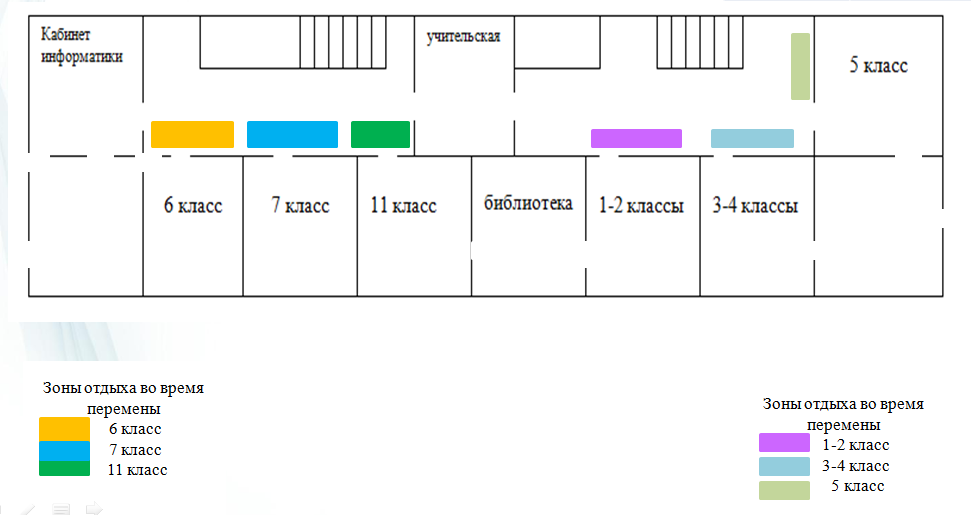 Кабинет
информатики
учительская
5 класс
6 класс
7 класс
11 класс
библиотека
1-2 классы
3-4 классы
Зоны отдыха во время
перемены
6 класс
7 класс
11 класс
Зоны отдыха во время
перемены
1-2 класс
3-4 класс
5 класс